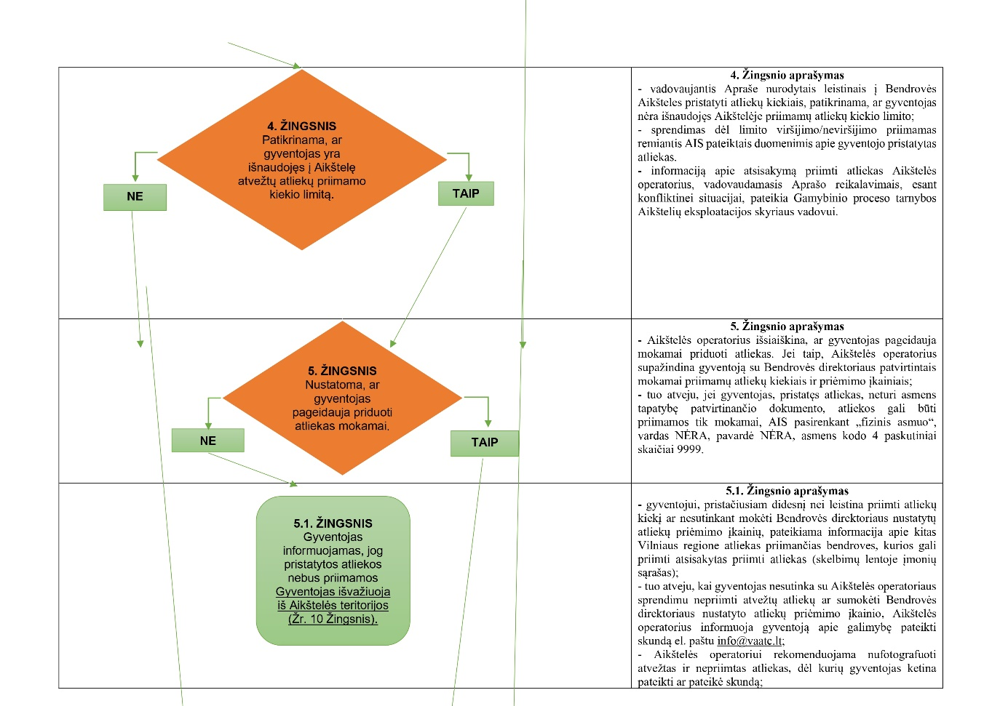 4. ŽINGSNIS
Patikrinama, ar
gyventojas yra
išnaudojęs į Aikštelę
atvežtų atliekų priimamo
kiekio limitą.
NE
TAIP
4. Žingsnio aprašymas
- vadovaujantis Apraše nurodytais leistinais į Bendrovės
Aikšteles pristatyti atliekų kiekiais, patikrinama, ar gyventojas
nėra išnaudojęs Aikštelėje priimamų atliekų kiekio limito;
- sprendimas dėl limito viršijimo/neviršijimo priimamas
remiantis AIS pateiktais duomenimis apie gyventojo pristatytas
atliekas.
- informaciją apie atsisakymą priimti atliekas Aikštelės
operatorius, vadovaudamasis Aprašo reikalavimais, esant
konfliktinei situacijai, pateikia Gamybinio proceso tarnybos
Aikštelių eksploatacijos skyriaus vadovui.
5. ŽINGSNIS
Nustatoma, ar
gyventojas
pageidauja priduoti
atliekas mokamai.
NE
TAIP
5. Žingsnio aprašymas
- Aikštelės operatorius išsiaiškina, ar gyventojas pageidauja
mokamai priduoti atliekas. Jei taip, Aikštelės operatorius
supažindina gyventoją su Bendrovės direktoriaus patvirtintais
mokamai priimamų atliekų kiekiais ir priėmimo įkainiais;
- tuo atveju, jei gyventojas, pristatęs atliekas, neturi asmens
tapatybę patvirtinančio dokumento, atliekos gali būti
priimamos tik mokamai, AIS pasirenkant „fizinis asmuo“,
vardas NĖRA, pavardė NĖRA, asmens kodo 4 paskutiniai
skaičiai 9999.
5.1. ŽINGSNIS
Gyventojas
informuojamas, jog
pristatytos atliekos
nebus priimamos
Gyventojas išvažiuoja
iš Aikštelės teritorijos
(Žr. 10 Žingsnis).
5.1. Žingsnio aprašymas
- gyventojui, pristačiusiam didesnį nei leistina priimti atliekų
kiekį ar nesutinkant mokėti Bendrovės direktoriaus nustatytų
atliekų priėmimo įkainių, pateikiama informacija apie kitas
Vilniaus regione atliekas priimančias bendroves, kurios gali
priimti atsisakytas priimti atliekas (skelbimų lentoje įmonių
sąrašas);
- tuo atveju, kai gyventojas nesutinka su Aikštelės operatoriaus
sprendimu nepriimti atvežtų atliekų ar sumokėti Bendrovės
direktoriaus nustatyto atliekų priėmimo įkainio, Aikštelės
operatorius informuoja gyventoją apie galimybę pateikti
skundą el. paštu info@vaatc.lt;
- Aikštelės operatoriui rekomenduojama nufotografuoti
atvežtas ir nepriimtas atliekas, dėl kurių gyventojas ketina
pateikti ar pateikė skundą;